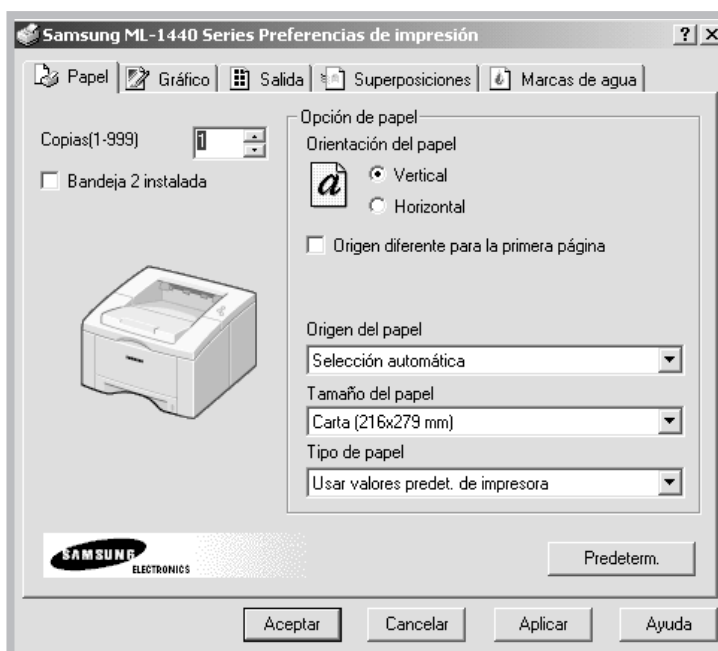 Samsung ML-1440 Series Preferencias de impresión
Papel
Gráfico
Salida
Superposiciones
Marcas de agua
Copias(1-999)
1
Bandeja 2 instalada
Opción de papel
Orientación del papel
a
Vertical
Horizontal
Origen diferente para la primera página
Origen del papel
Selección automática
Tamaño del papel
Carta (216x279 mm)
Tipo de papel
Usar valores predet. de impresora
SAMSUNG
ELECTRONICS
Predeterm.
Aceptar
Cancelar
Aplicar
Ayuda